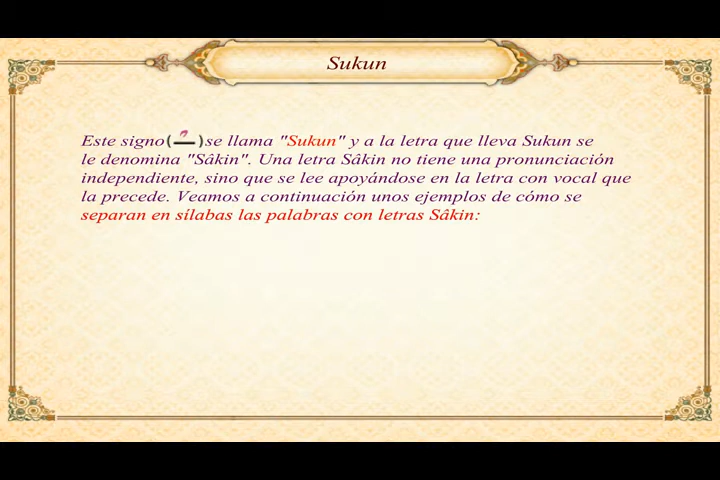 Sukun
Este signo( ْ )se llama "Sukun" y a la letra que lleva Sukun se
le denomina "Sâkin". Una letra Sâkin no tiene una pronunciación
independiente, sino que se lee apoyándose en la letra con vocal que
la precede. Veamos a continuación unos ejemplos de cómo se
separan en sílabas las palabras con letras Sâkin: